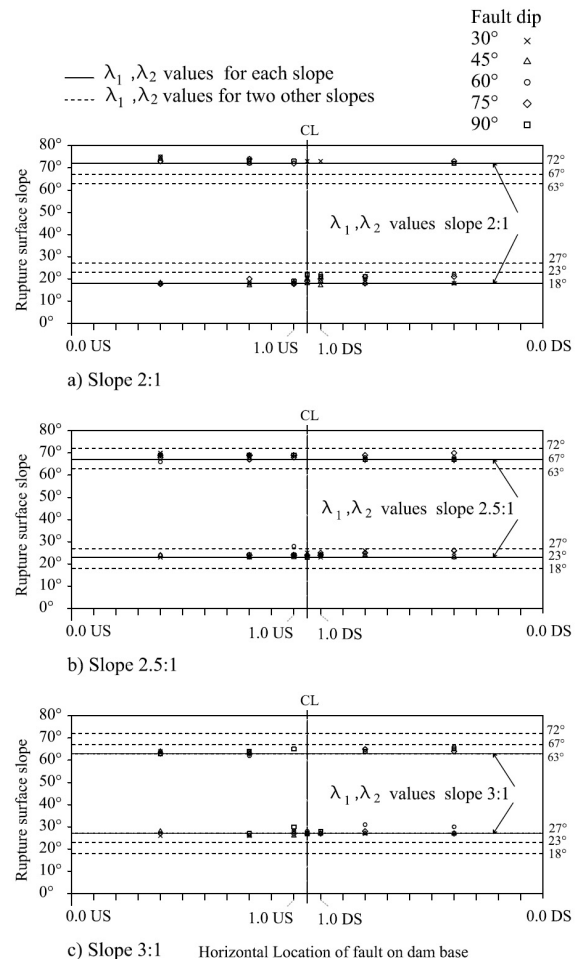 Fault dip
30° ×
45° △
60° ○
75° ◇
90° □
λ1 ,λ2 values for each slope
λ1 ,λ2 values for two other slopes
CL
Rupture surface slope
80°
70°
60°
50°
40°
30°
20°
10°
0°
72°
67°
63°
λ1 ,λ2 values slope 2:1
27°
23°
18°
0.0 US
1.0 US
1.0 DS
0.0 DS
a) Slope 2:1
CL
Rupture surface slope
80°
70°
60°
50°
40°
30°
20°
10°
0°
72°
67°
63°
λ1 ,λ2 values slope 2.5:1
27°
23°
18°
0.0 US
1.0 US
1.0 DS
0.0 DS
b) Slope 2.5:1
CL
Rupture surface slope
80°
70°
60°
50°
40°
30°
20°
10°
0°
72°
67°
63°
λ1 ,λ2 values slope 3:1
27°
23°
18°
0.0 US
1.0 US
1.0 DS
0.0 DS
c) Slope 3:1 Horizontal Location of fault on dam base